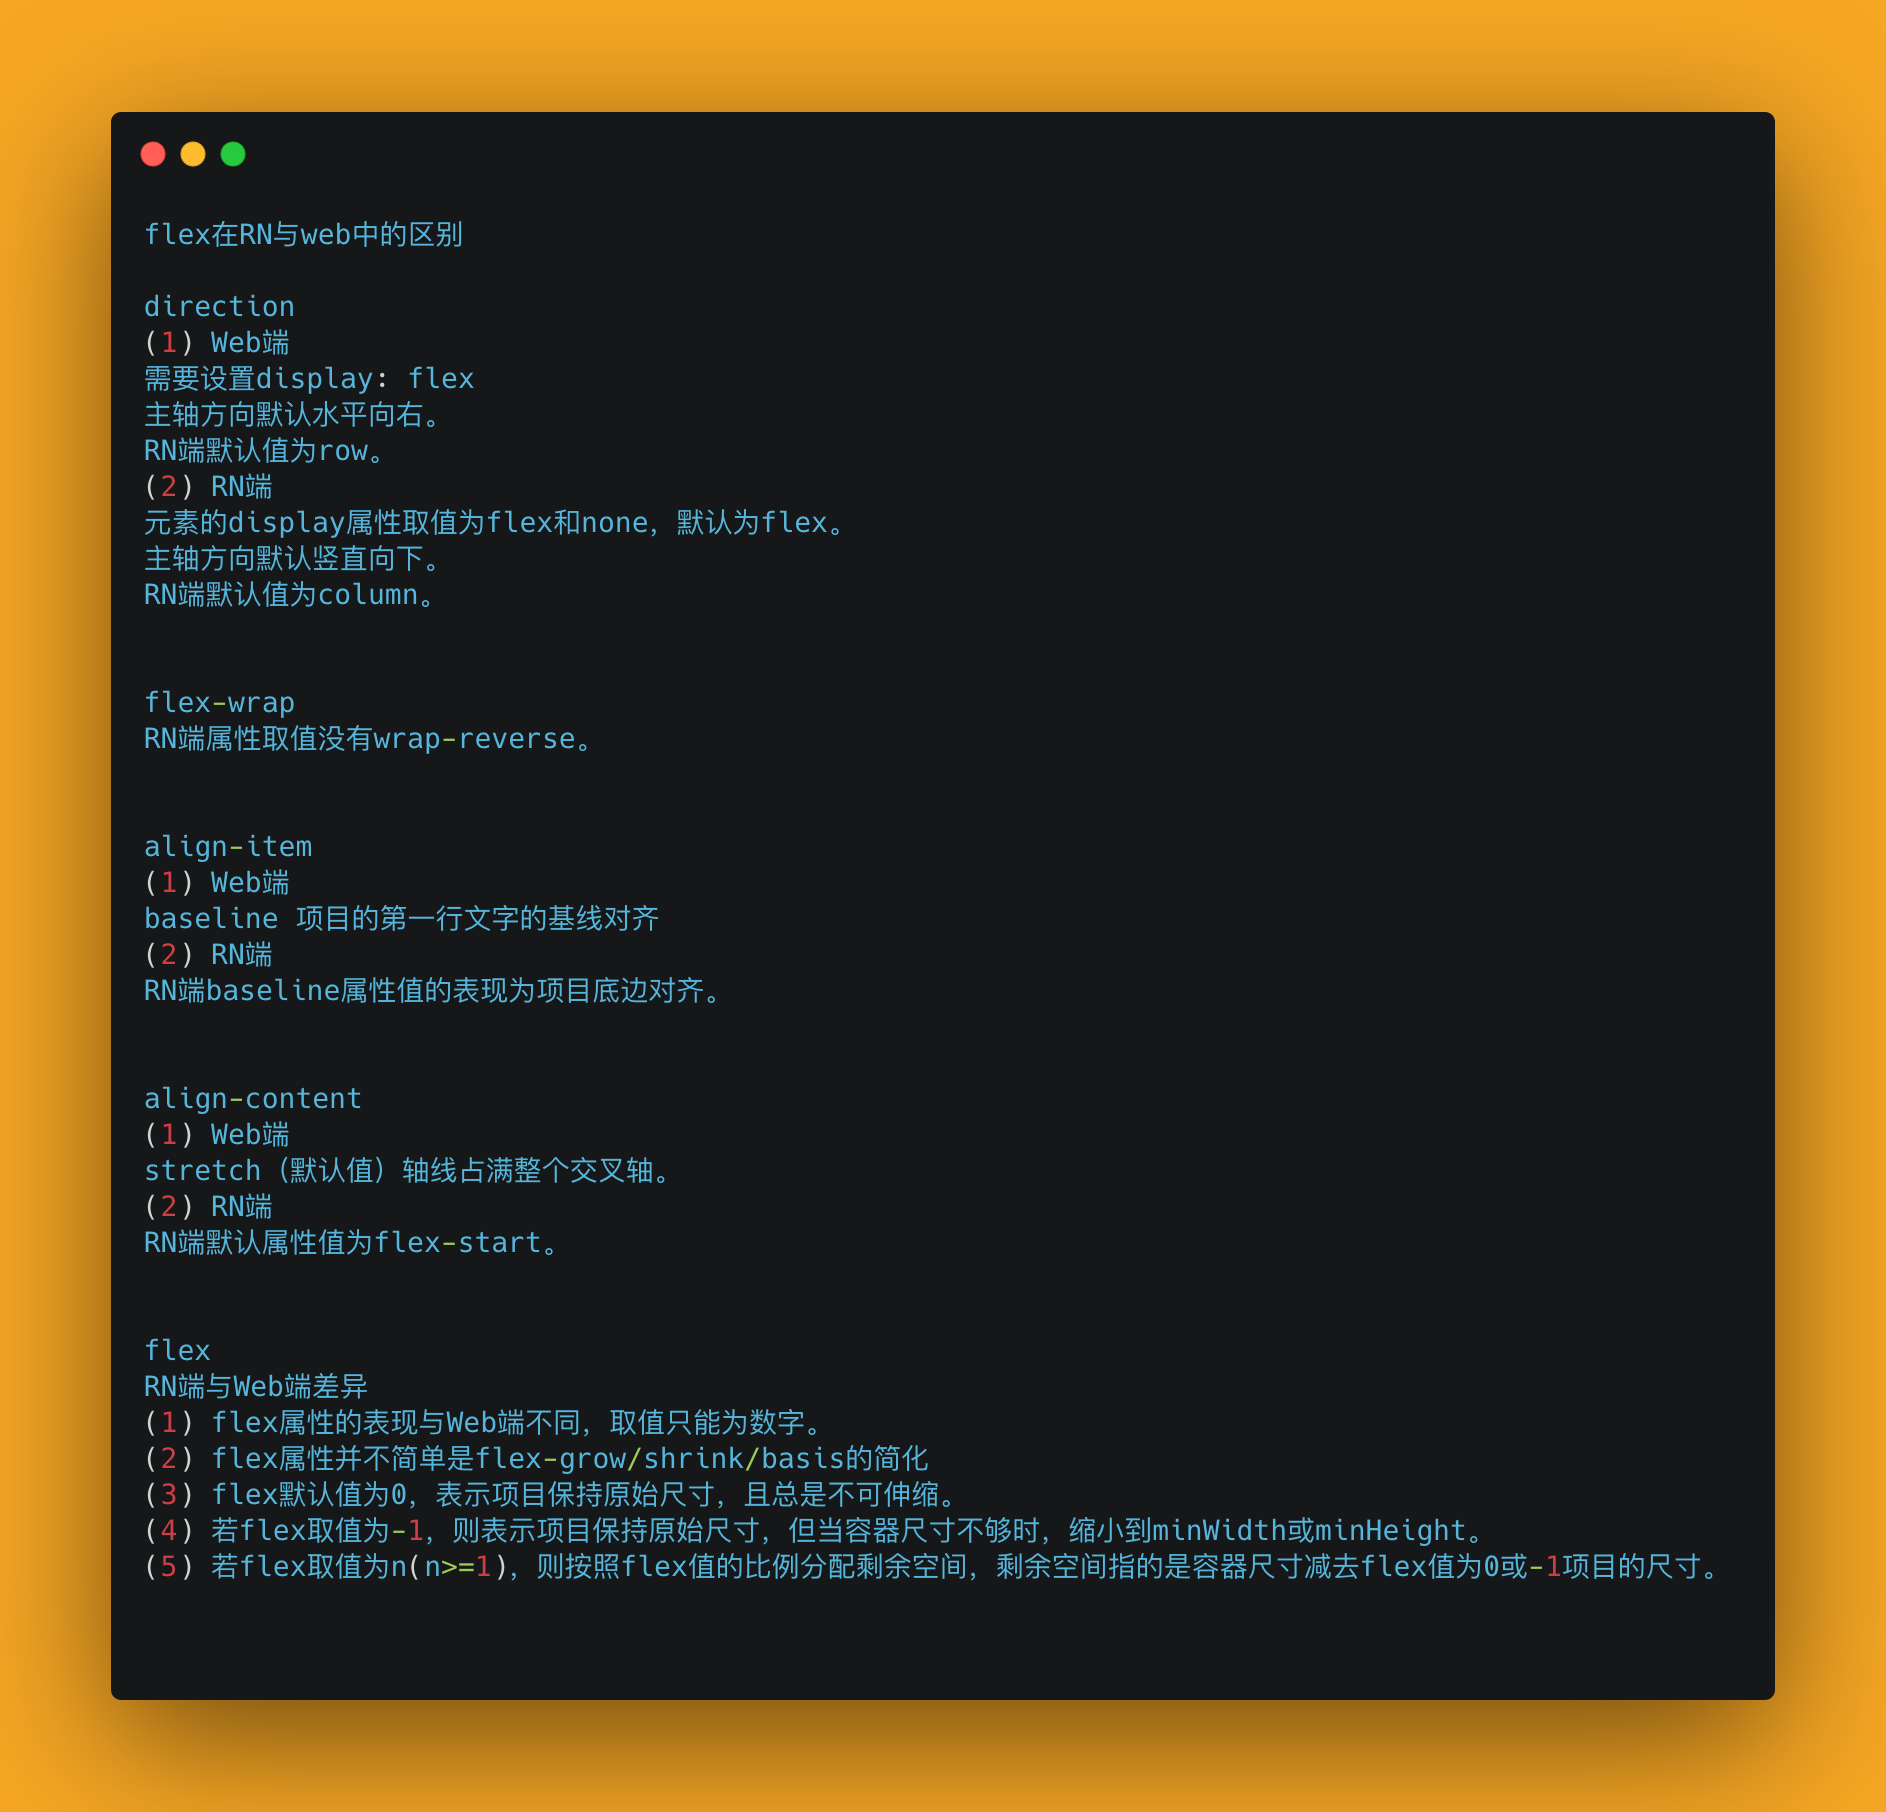 flex在RN与web中的区别
direction
(1) Web端
需要设置display: flex
主轴方向默认水平向右。
RN端默认值为row。
(2) RN端
元素的display属性取值为flex和none，默认为flex。
主轴方向默认竖直向下。
RN端默认值为column。
flex-wrap
RN端属性取值没有wrap-reverse。
align-item
(1) Web端
baseline 项目的第一行文字的基线对齐
(2) RN端
RN端baseline属性值的表现为项目底边对齐。
align-content
(1) Web端
stretch（默认值）轴线占满整个交叉轴。
(2) RN端
RN端默认属性值为flex-start。
flex
RN端与Web端差异
(1) flex属性的表现与Web端不同，取值只能为数字。
(2) flex属性并不简单是flex-grow/shrink/basis的简化
(3) flex默认值为0，表示项目保持原始尺寸，且总是不可伸缩。
(4) 若flex取值为-1，则表示项目保持原始尺寸，但当容器尺寸不够时，缩小到minWidth或minHeight。
(5) 若flex取值为n(n>=1)，则按照flex值的比例分配剩余空间，剩余空间指的是容器尺寸减去flex值为0或-1项目的尺寸。